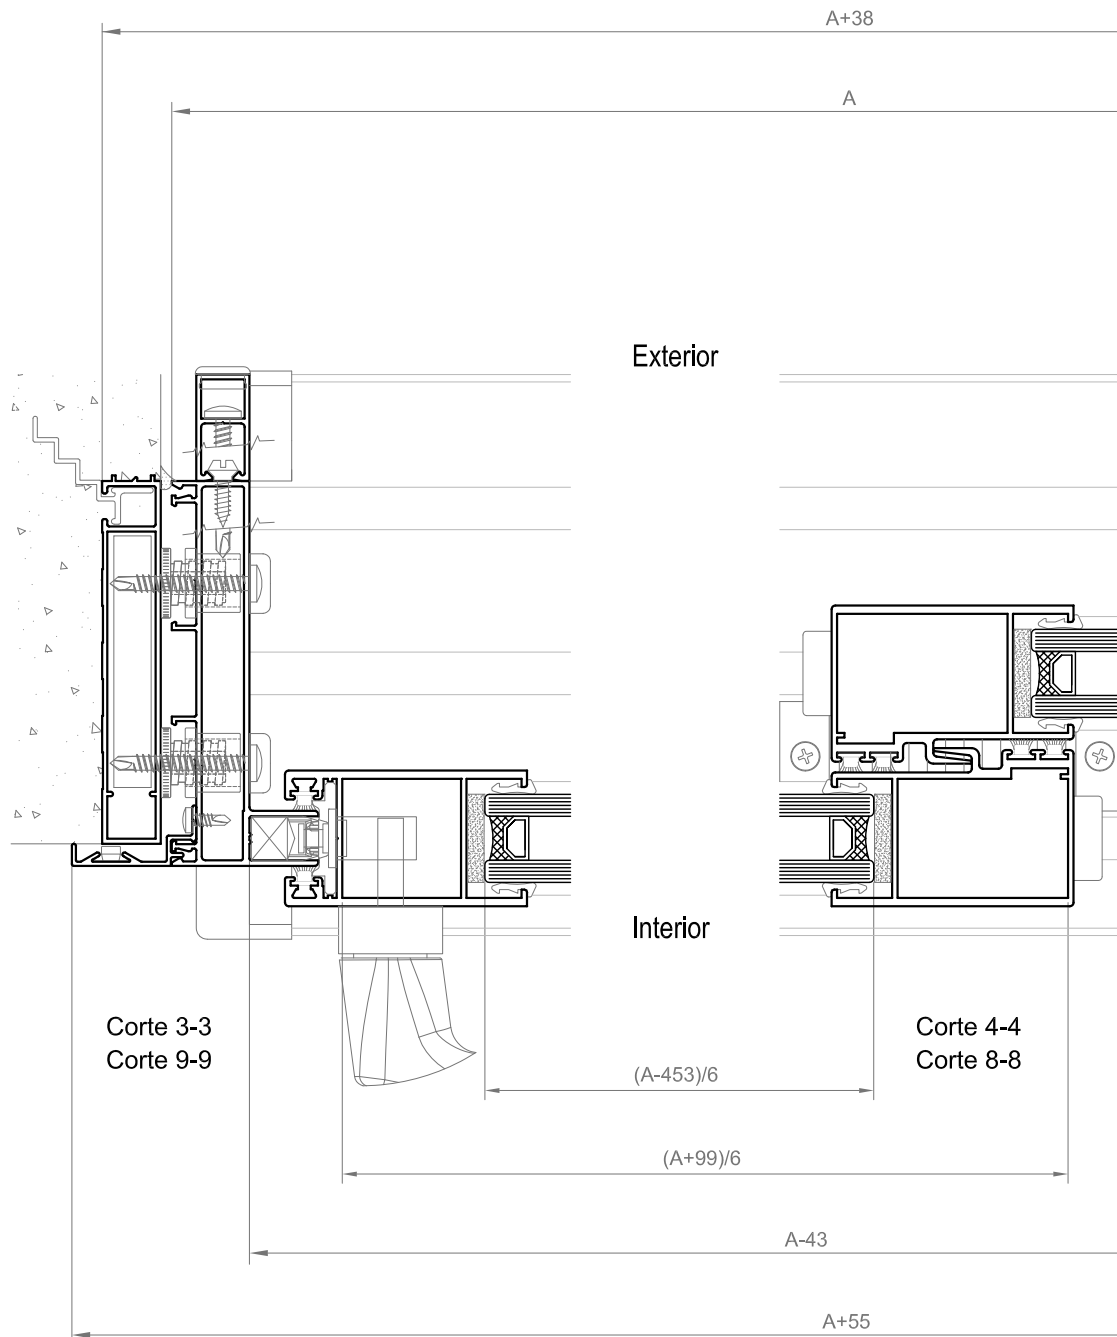 A+38
A
Exterior
Interior
Corte 3-3
Corte 9-9
Corte 4-4
Corte 8-8
(A-453)/6
(A+99)/6
A-43
A+55